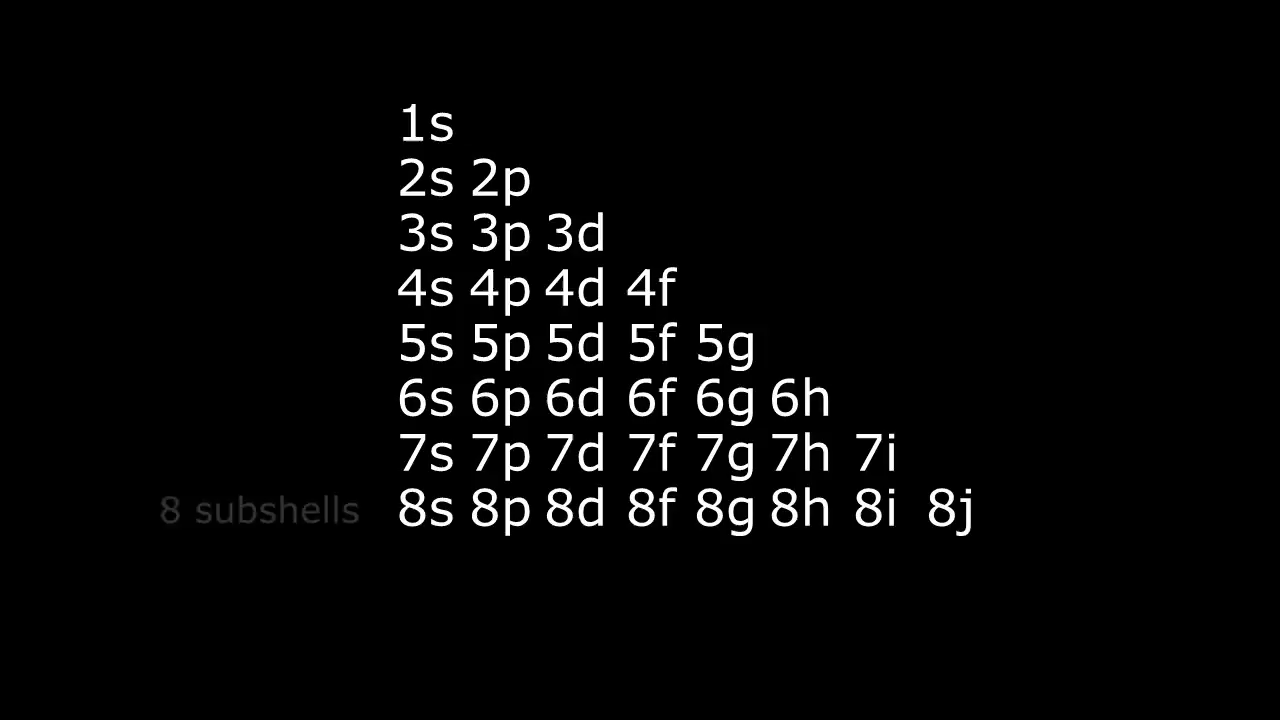 1s
2s 2p
3s 3p 3d
4s 4p 4d 4f
5s 5p 5d 5f 5g
6s 6p 6d 6f 6g 6h
7s 7p 7d 7f 7g 7h 7i
8 subshells 8s 8p 8d 8f 8g 8h 8i 8j